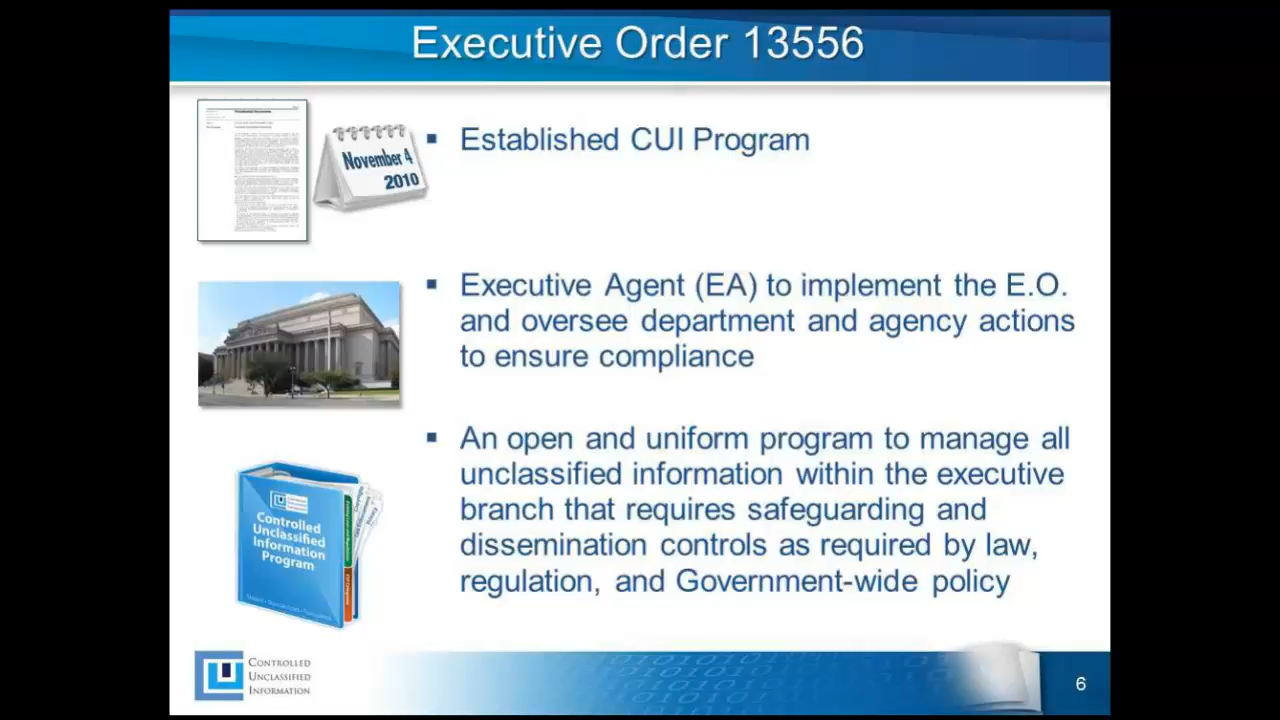 Executive Order 13556
November 4
2010
▪ Established CUI Program
▪ Executive Agent (EA) to implement the E.O.
and oversee department and agency actions
to ensure compliance
▪ An open and uniform program to manage all
unclassified information within the executive
branch that requires safeguarding and
dissemination controls as required by law,
regulation, and Government-wide policy
Controlled
Unclassified
Information
Program
CONTROLLED
UNCLASSIFIED
INFORMATION
6